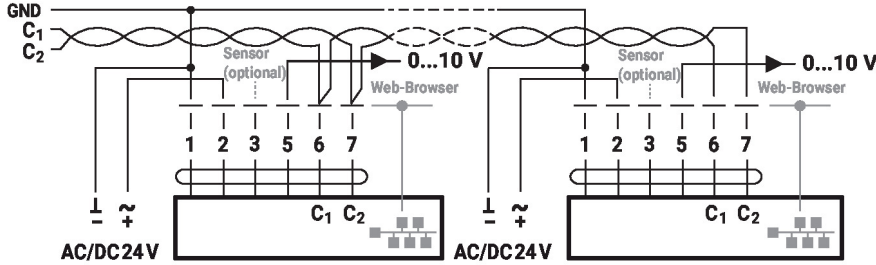 GND
C1
C2
Sensor
(optional)
0...10 V
Web-Browser
Sensor
(optional)
0...10 V
Web-Browser
1 2 3 5 6 7
1 2 3 5 6 7
⊥ ~
– +
C1 C2
⊥ ~
– +
C1 C2
AC/DC 24 V
AC/DC 24 V